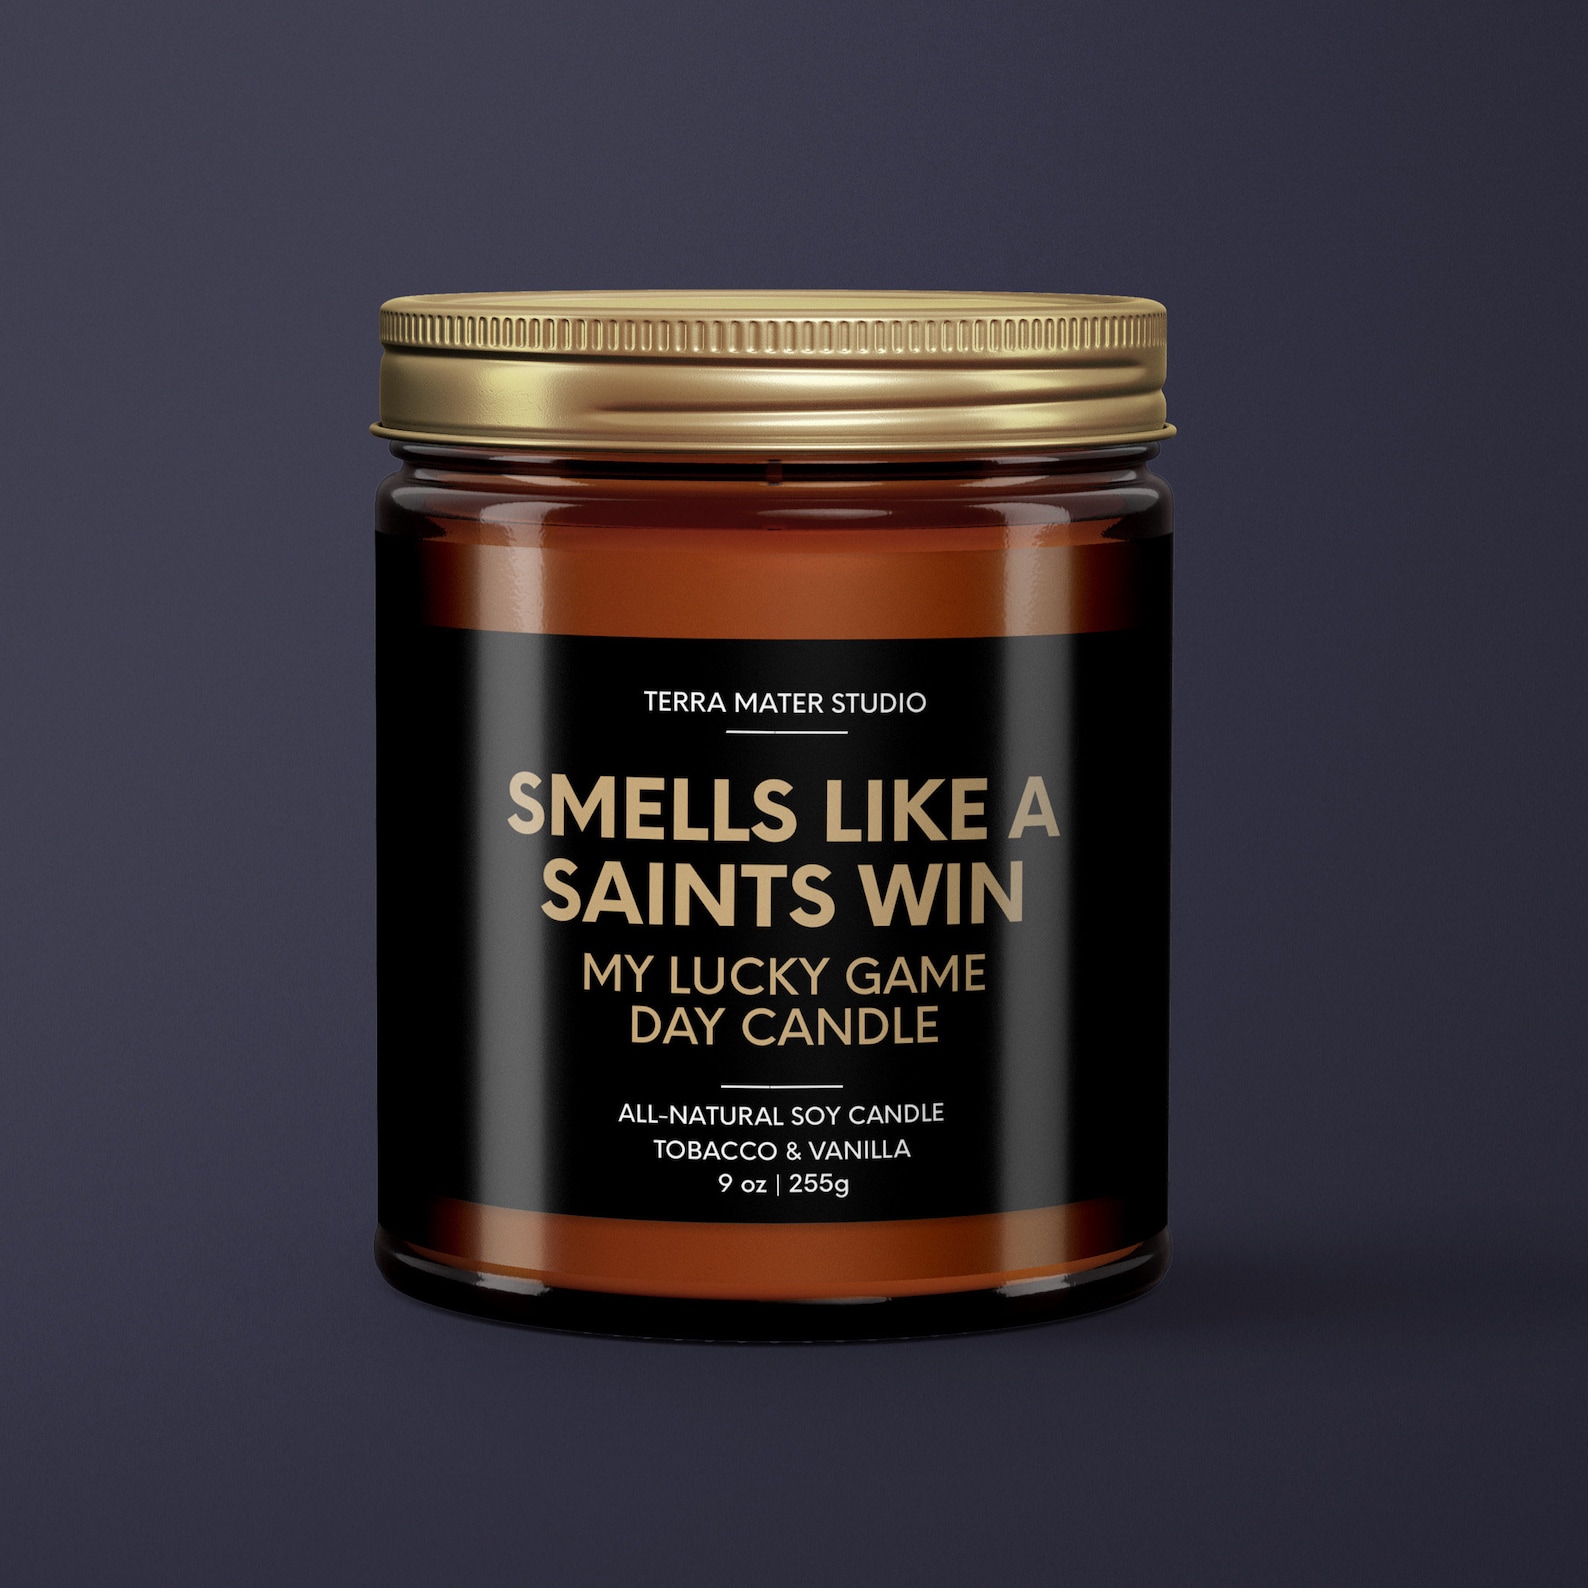 TERRA MATER STUDIO
SMELLS LIKE A
SAINTS WIN
MY LUCKY GAME
DAY CANDLE
ALL-NATURAL SOY CANDLE
TOBACCO & VANILLA
9 oz | 255g